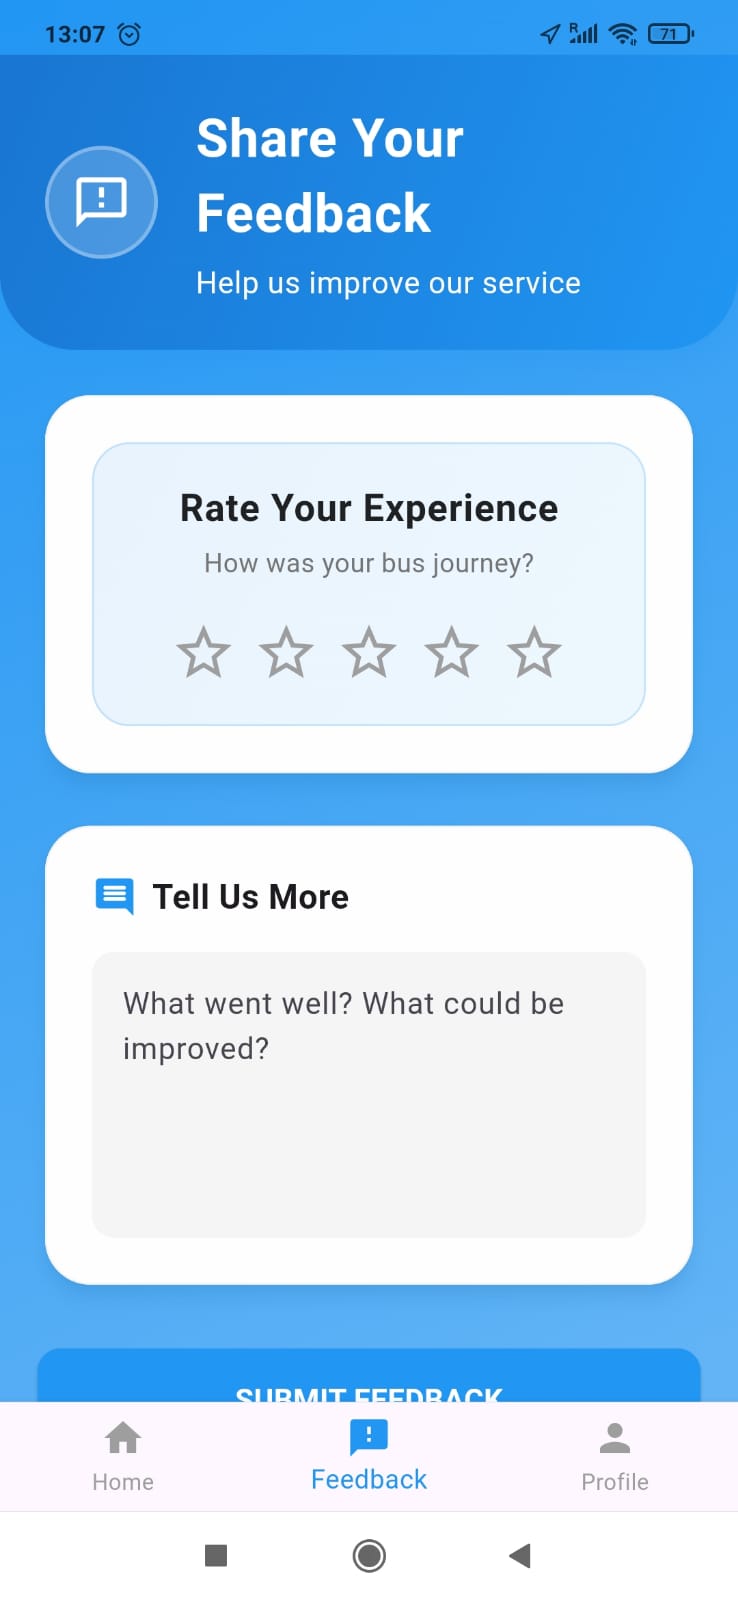 13:07
R
71
Share Your
Feedback
Help us improve our service
Rate Your Experience
How was your bus journey?
Tell Us More
What went well? What could be
improved?
SUBMIT FEEDBACK
Home
Feedback
Profile